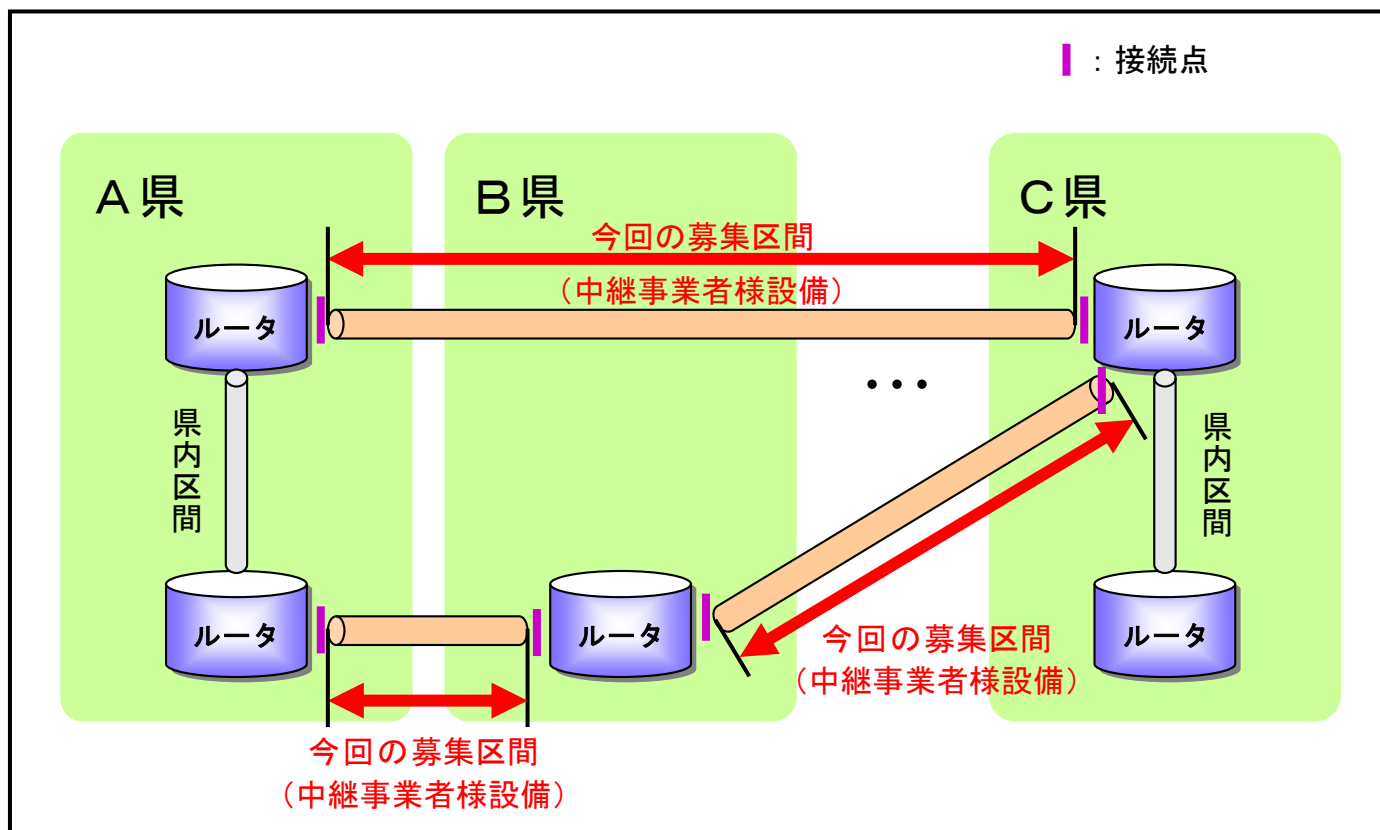 ：接続点
Ａ県
Ｂ県
Ｃ県
今回の募集区間
（中継事業者様設備）
ルータ
ルータ
・・・
県内区間
県内区間
ルータ
ルータ
ルータ
今回の募集区間
（中継事業者様設備）
今回の募集区間
（中継事業者様設備）